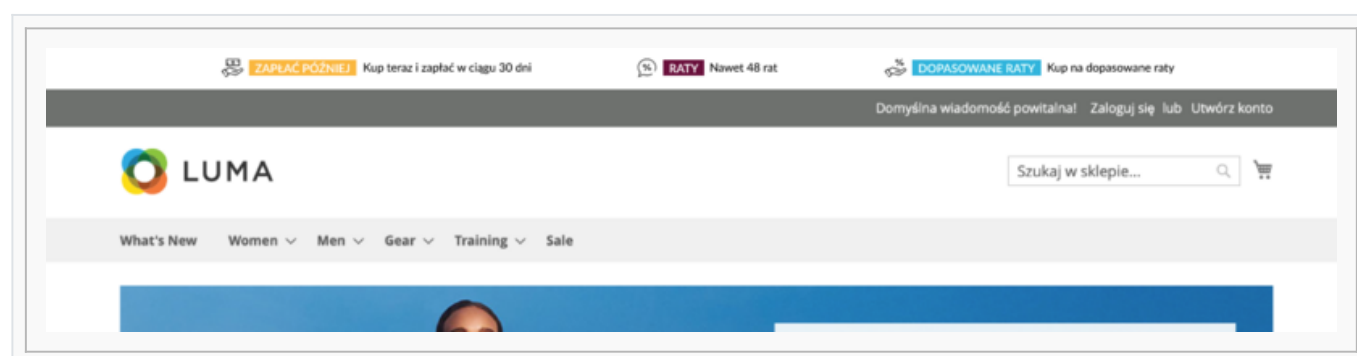 ZAPŁAĆ PÓŹNIEJ Kup teraz i zapłać w ciągu 30 dni RATY Nawet 48 rat DOPASOWANE RATY Kup na dopasowane raty
Domyślna wiadomość powitalna! Zaloguj się lub Utwórz konto
LUMA
Szukaj w sklepie...
What's New Women Men Gear Training Sale